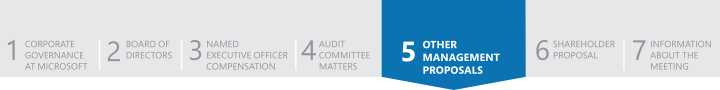 1 CORPORATE
GOVERNANCE
AT MICROSOFT
2 BOARD OF
DIRECTORS
3 NAMED
EXECUTIVE OFFICER
COMPENSATION
4 AUDIT
COMMITTEE
MATTERS
5 OTHER
MANAGEMENT
PROPOSALS
6 SHAREHOLDER
PROPOSAL
7 INFORMATION
ABOUT THE
MEETING